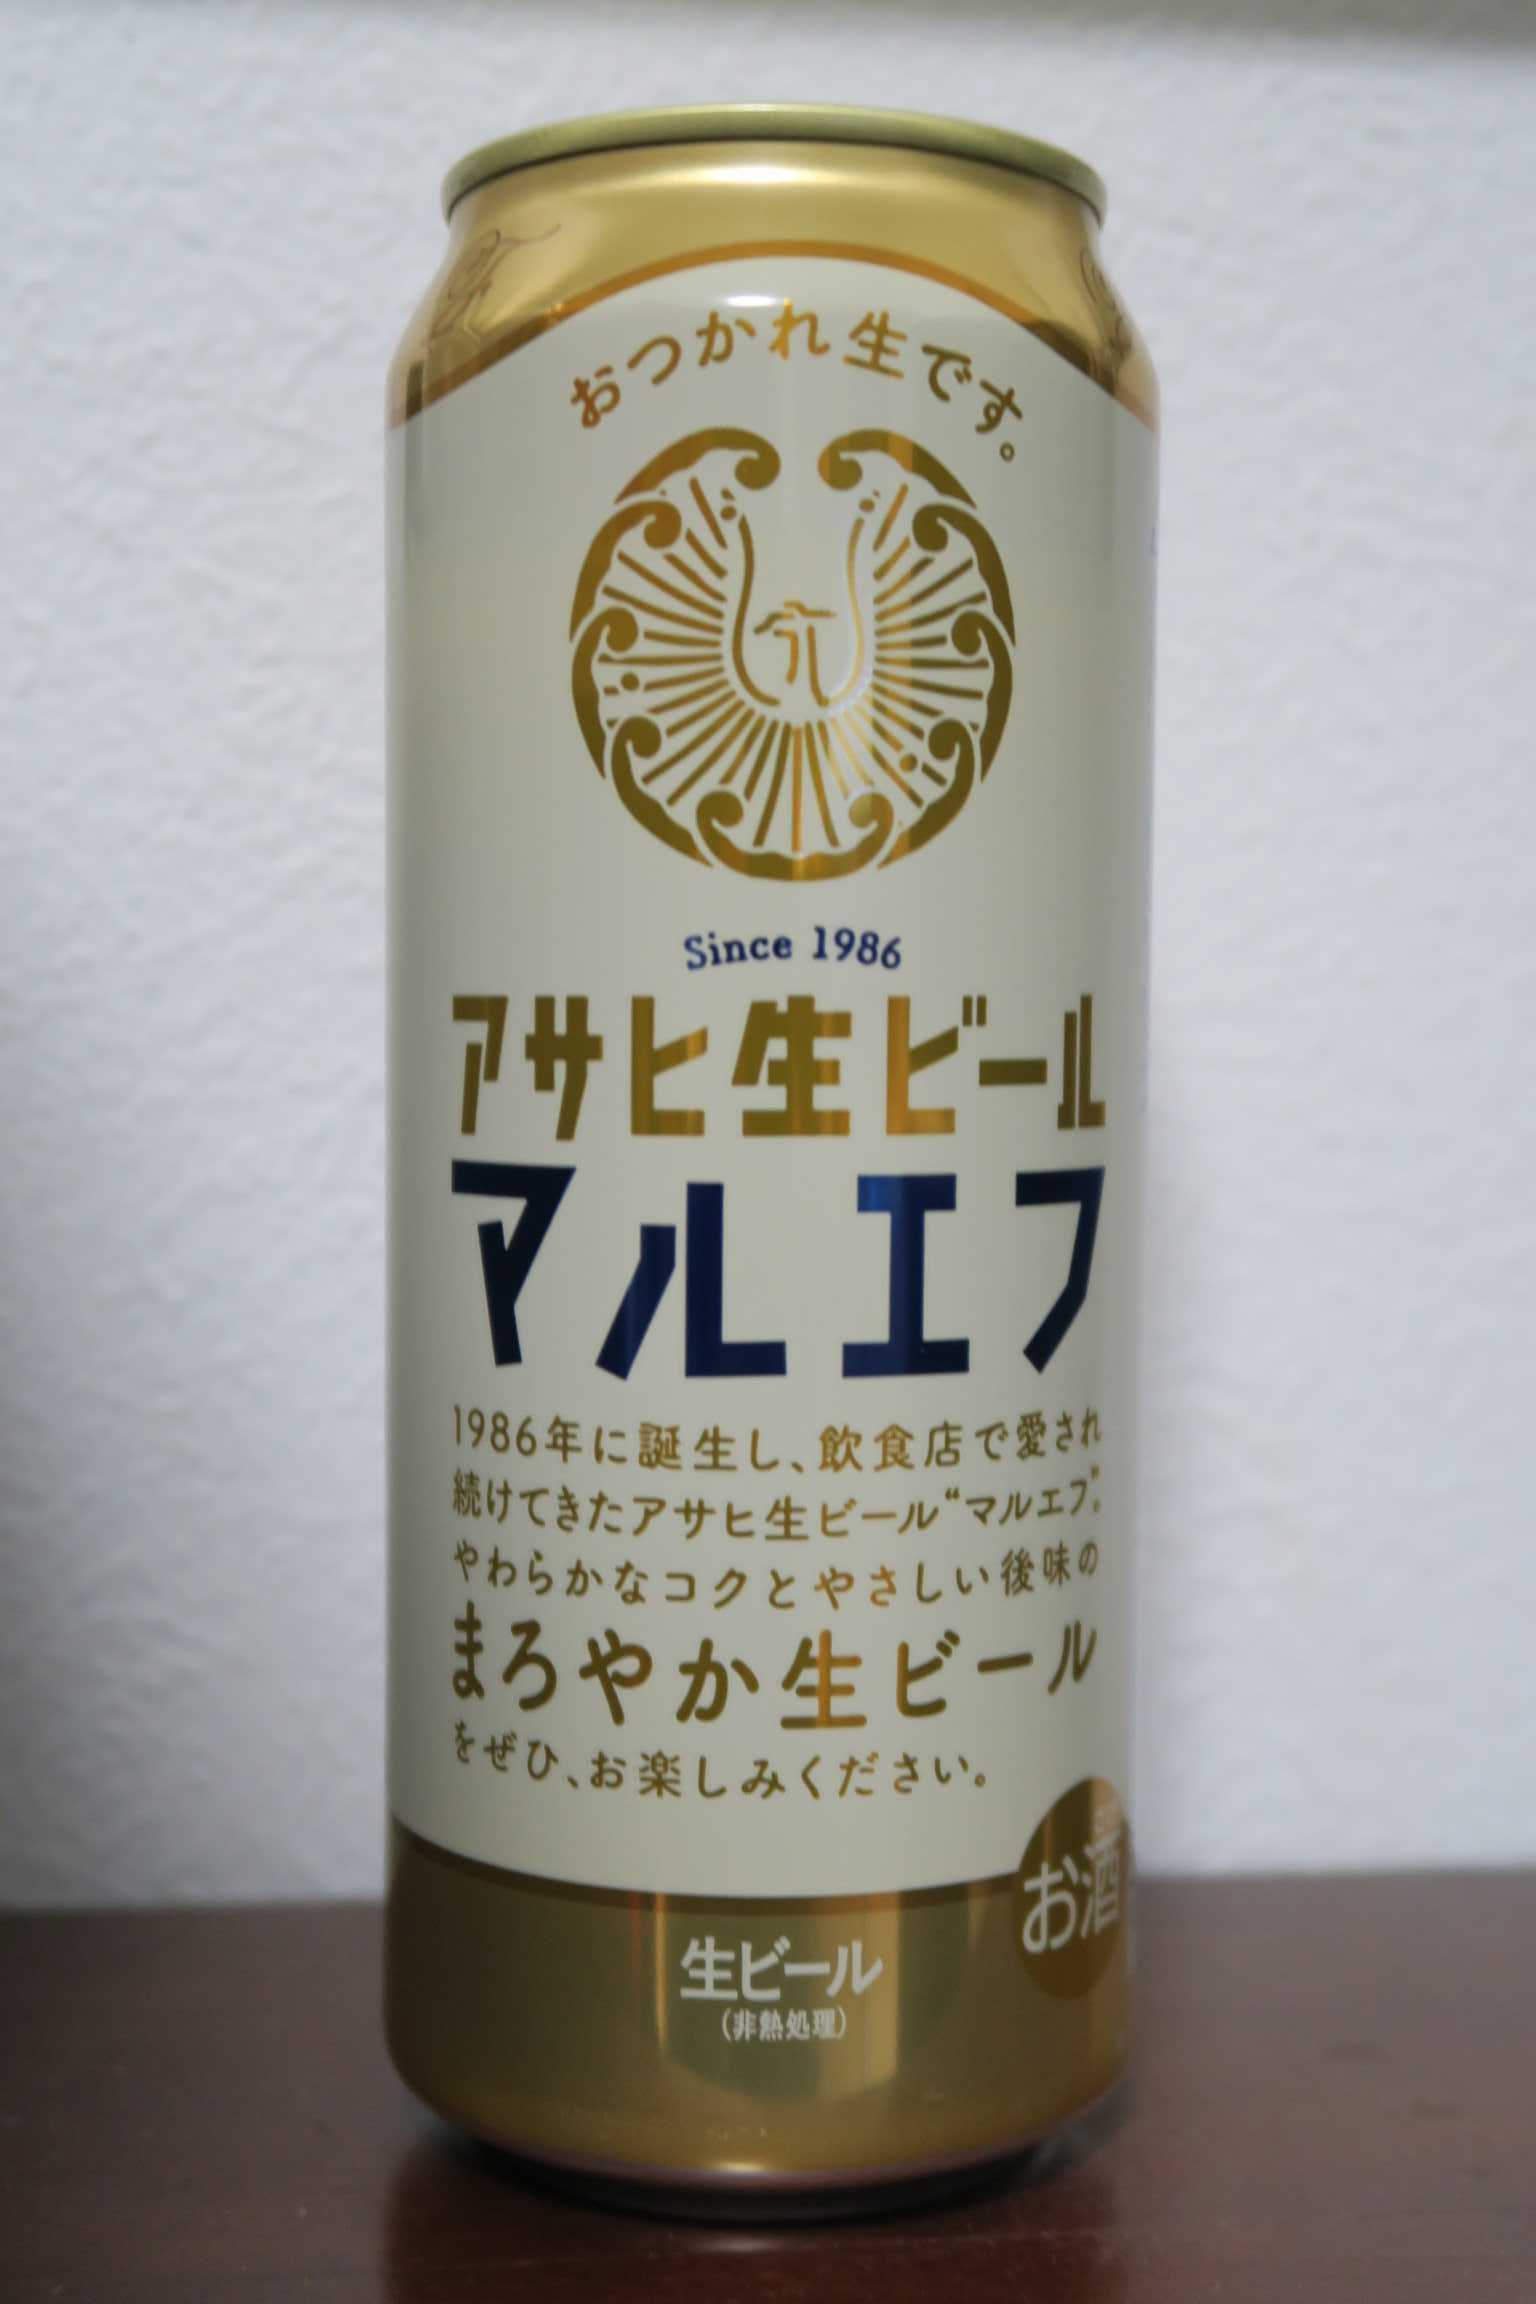 おつかれ生です。
Since 1986
アサヒ生ビール
マルエフ
1986年に誕生し、飲食店で愛され
続けてきたアサヒ生ビール“マルエフ”。
やわらかなコクとやさしい後味の
まろやか生ビール
をぜひ、お楽しみください。
お酒
生ビール
(非熱処理)